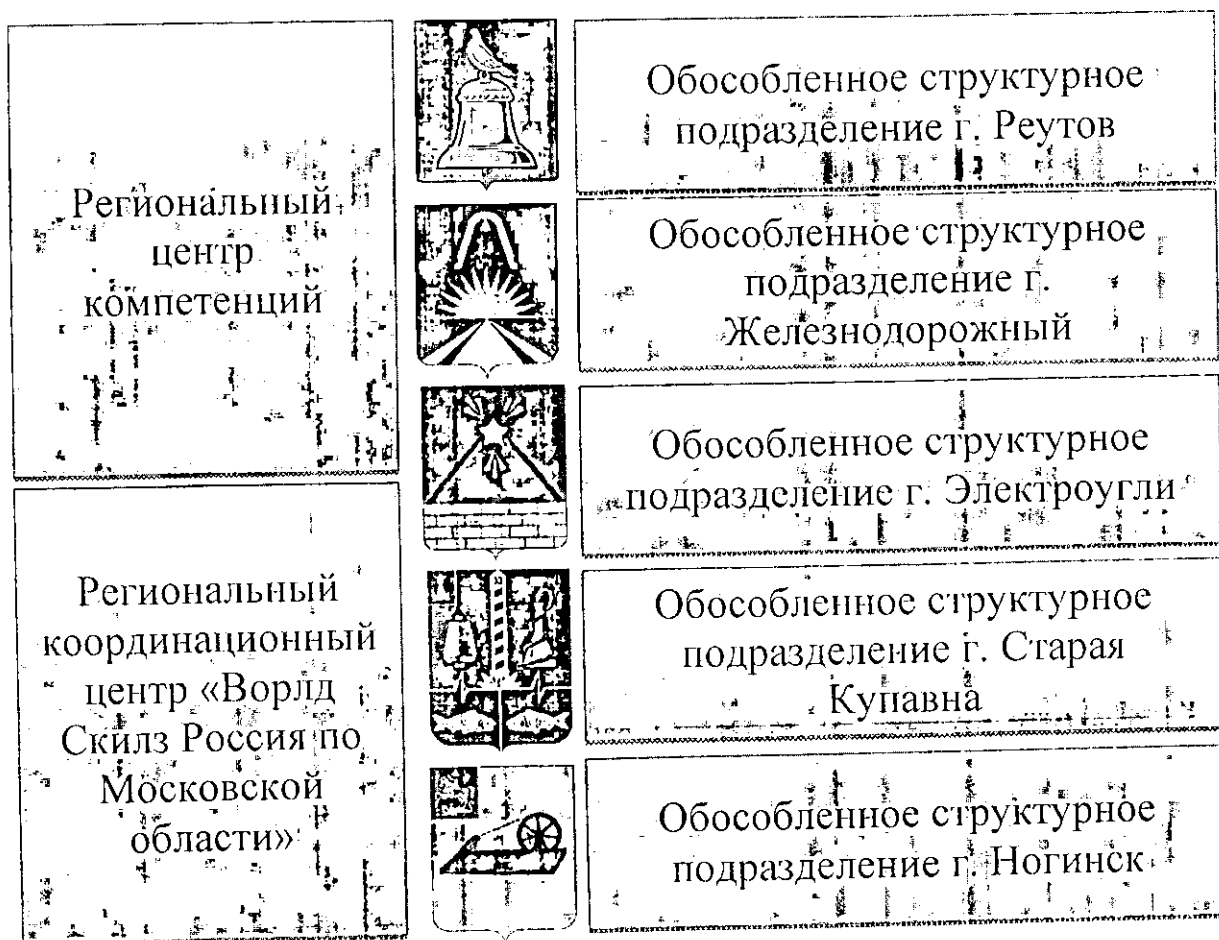 Региональный
центр
компетенций
Региональный
координационный
центр «Ворлд
Скилз Россия по
Московской
области»
Обособленное структурное
подразделение г. Реутов
Обособленное структурное
подразделение г.
Железнодорожный
Обособленное структурное
подразделение г. Электроугли
Обособленное структурное
подразделение г. Старая
Купавна
Обособленное структурное
подразделение г. Ногинск